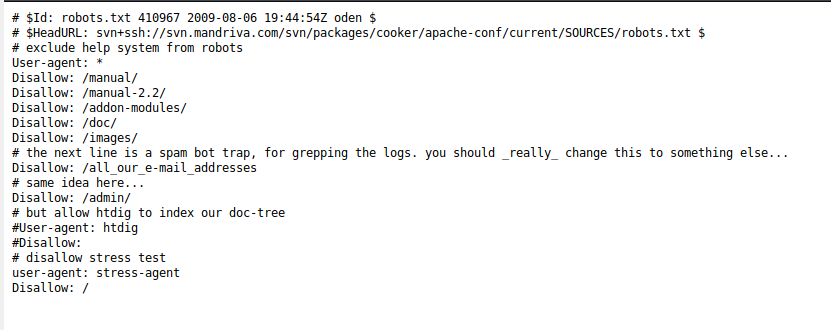 # $Id: robots.txt 410967 2009-08-06 19:44:54Z oden $
# $HeadURL: svn+ssh://svn.mandriva.com/svn/packages/cooker/apache-conf/current/SOURCES/robots.txt $
# exclude help system from robots
User-agent: *
Disallow: /manual/
Disallow: /manual-2.2/
Disallow: /addon-modules/
Disallow: /doc/
Disallow: /images/
# the next line is a spam bot trap, for grepping the logs. you should _really_ change this to something else...
Disallow: /all_our_e-mail_addresses
# same idea here...
Disallow: /admin/
# but allow htdig to index our doc-tree
#User-agent: htdig
#Disallow:
# disallow stress test
user-agent: stress-agent
Disallow: /